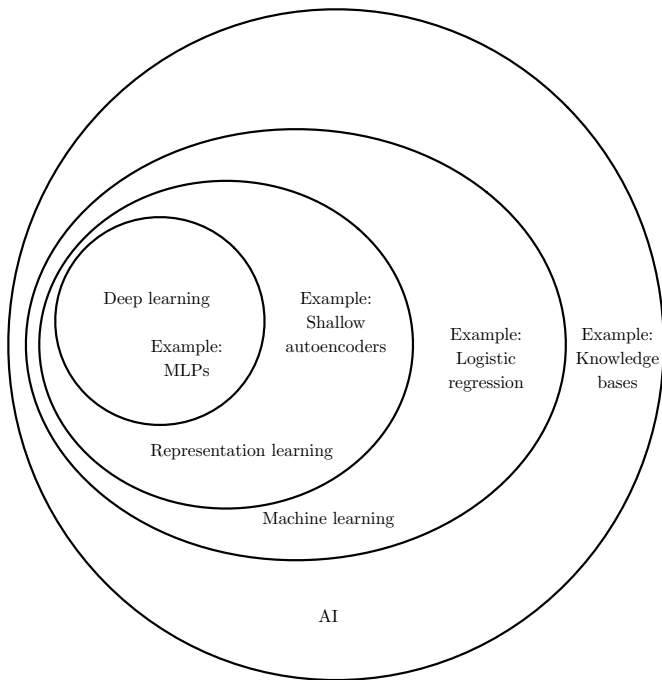 Deep learning
Example:
MLPs
Example:
Shallow
autoencoders
Example:
Logistic
regression
Example:
Knowledge
bases
Representation learning
Machine learning
AI